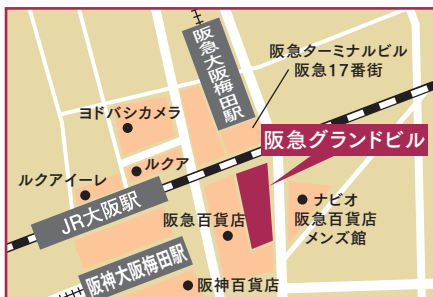 阪急大阪梅田駅
阪急ターミナルビル
阪急17番街
ヨドバシカメラ
阪急グランドビル
ルクア
ルクアイーレ
JR大阪駅
ナビオ
阪急百貨店
メンズ館
阪急百貨店
阪神大阪梅田駅
阪神百貨店